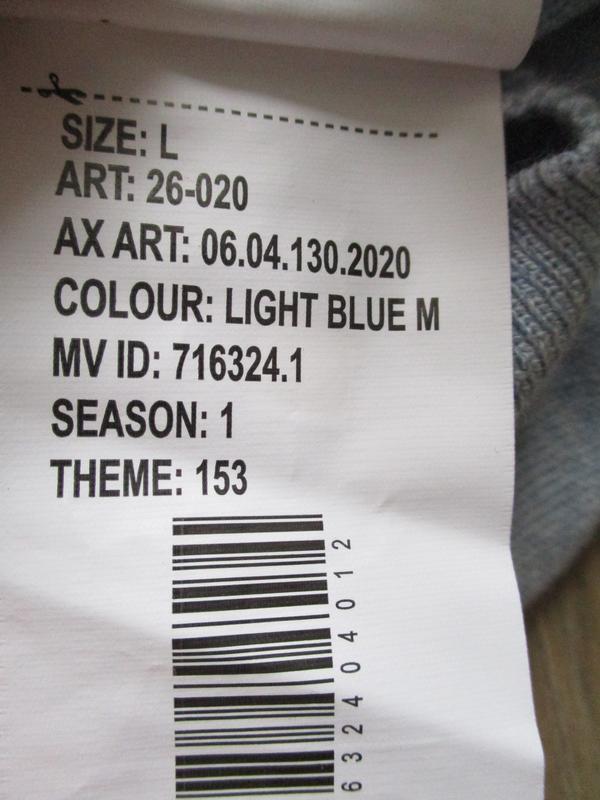 SIZE: L
ART: 26-020
AX ART: 06.04.130.2020
COLOUR: LIGHT BLUE M
MV ID: 716324.1
SEASON: 1
THEME: 153
632404012